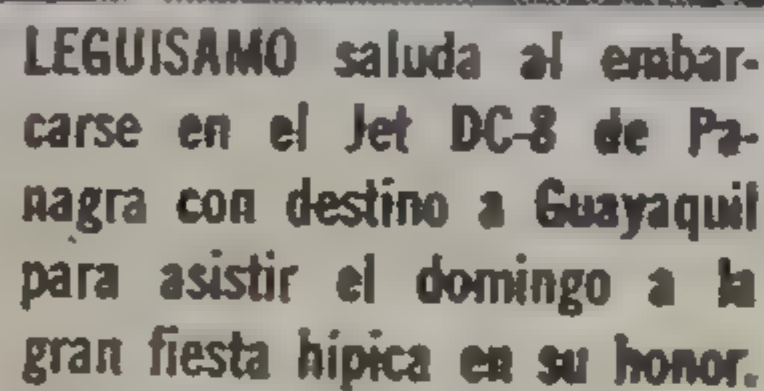 LEGUISAMO saluda al embar-
carse en el Jet DC-8 de Pa-
nagra con destino a Guayaquil
para asistir el domingo a la
gran fiesta hípica en su honor.